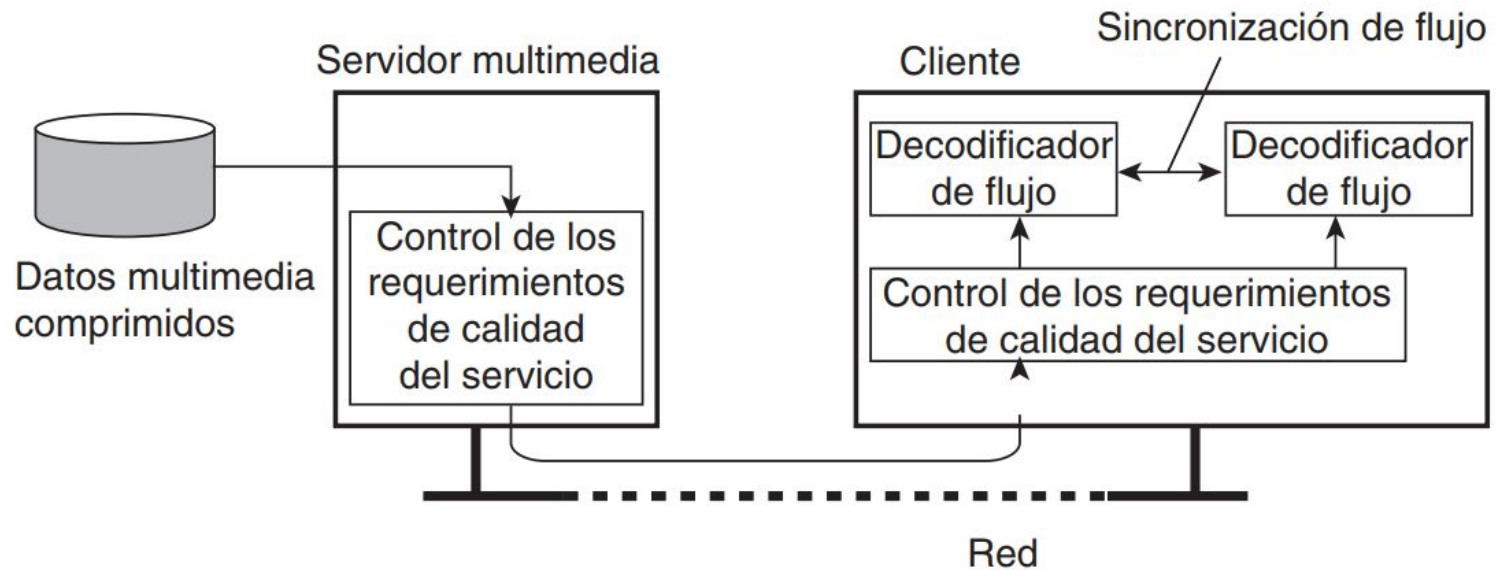 Sincronización de flujo
Servidor multimedia
Cliente
Decodificador
de flujo
Decodificador
de flujo
Control de los
requerimientos
de calidad
del servicio
Datos multimedia
comprimidos
Control de los requerimientos
de calidad del servicio
Red